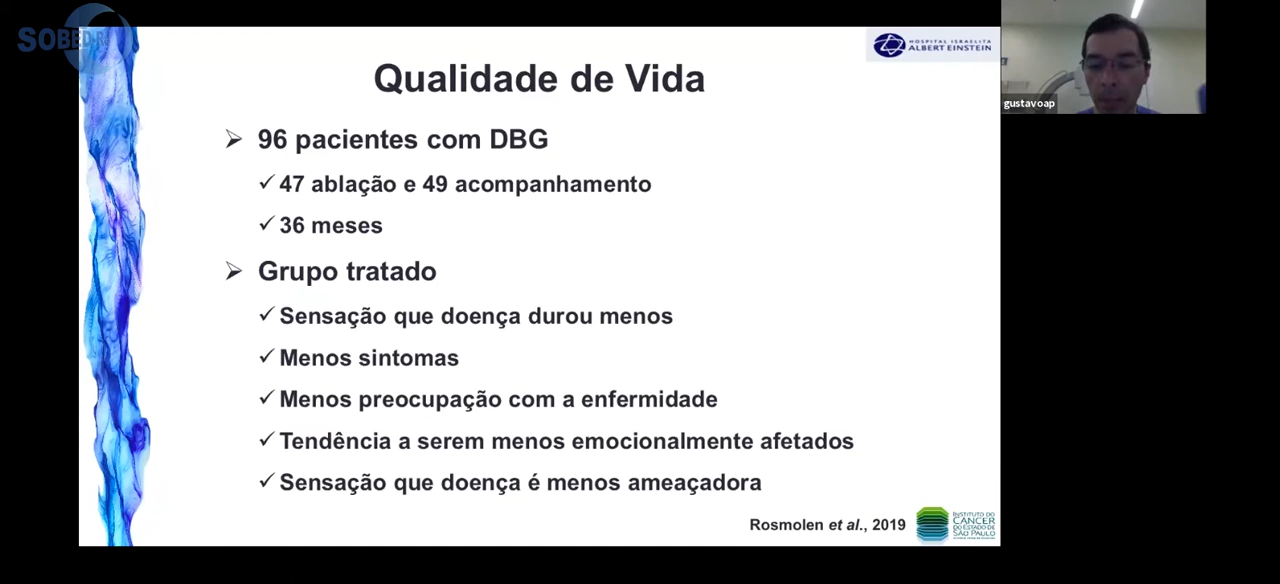 SOBED
HOSPITAL ISRAELITA
ALBERT EINSTEIN
gustavoap
Qualidade de Vida
96 pacientes com DBG
47 ablação e 49 acompanhamento
36 meses
Grupo tratado
Sensação que doença durou menos
Menos sintomas
Menos preocupação com a enfermidade
Tendência a serem menos emocionalmente afetados
Sensação que doença é menos ameaçadora
Rosmolen et al., 2019
INSTITUTO DO
CÂNCER
DO ESTADO DE
SÃO PAULO